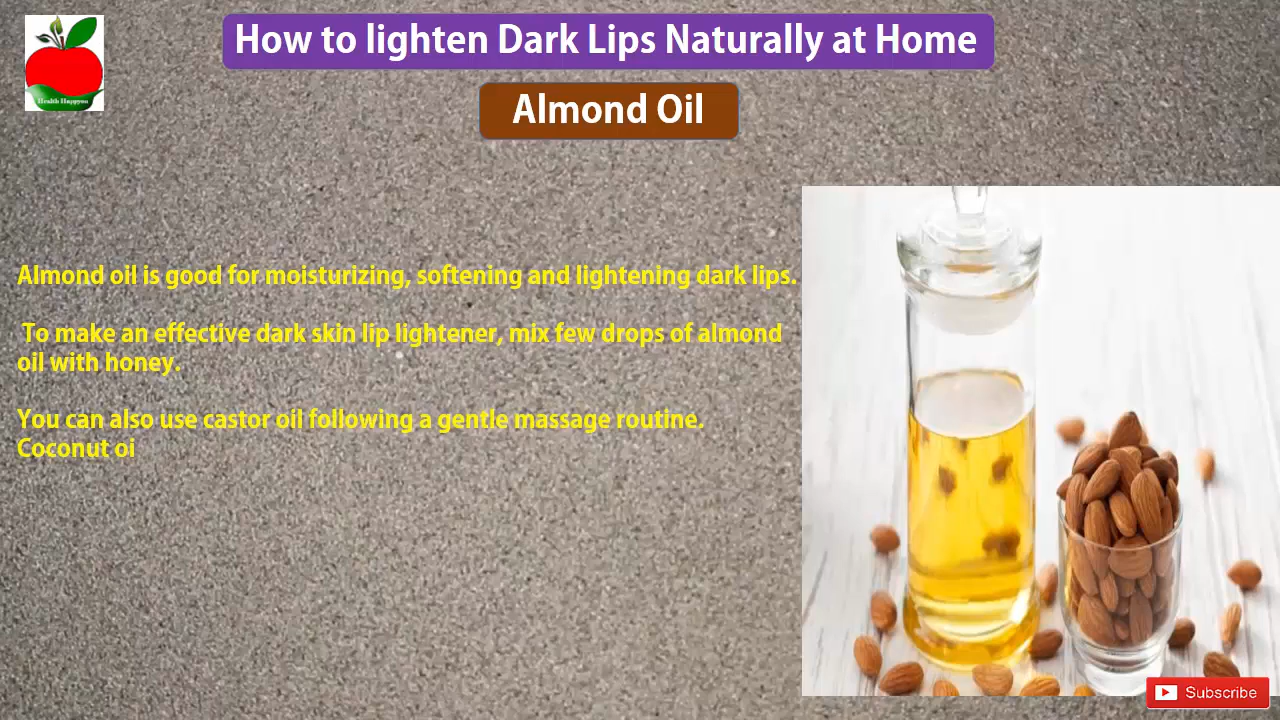 How to lighten Dark Lips Naturally at Home
Almond Oil
Health Happyou
Almond oil is good for moisturizing, softening and lightening dark lips.
To make an effective dark skin lip lightener, mix few drops of almond
oil with honey.
You can also use castor oil following a gentle massage routine.
Coconut oi
Subscribe